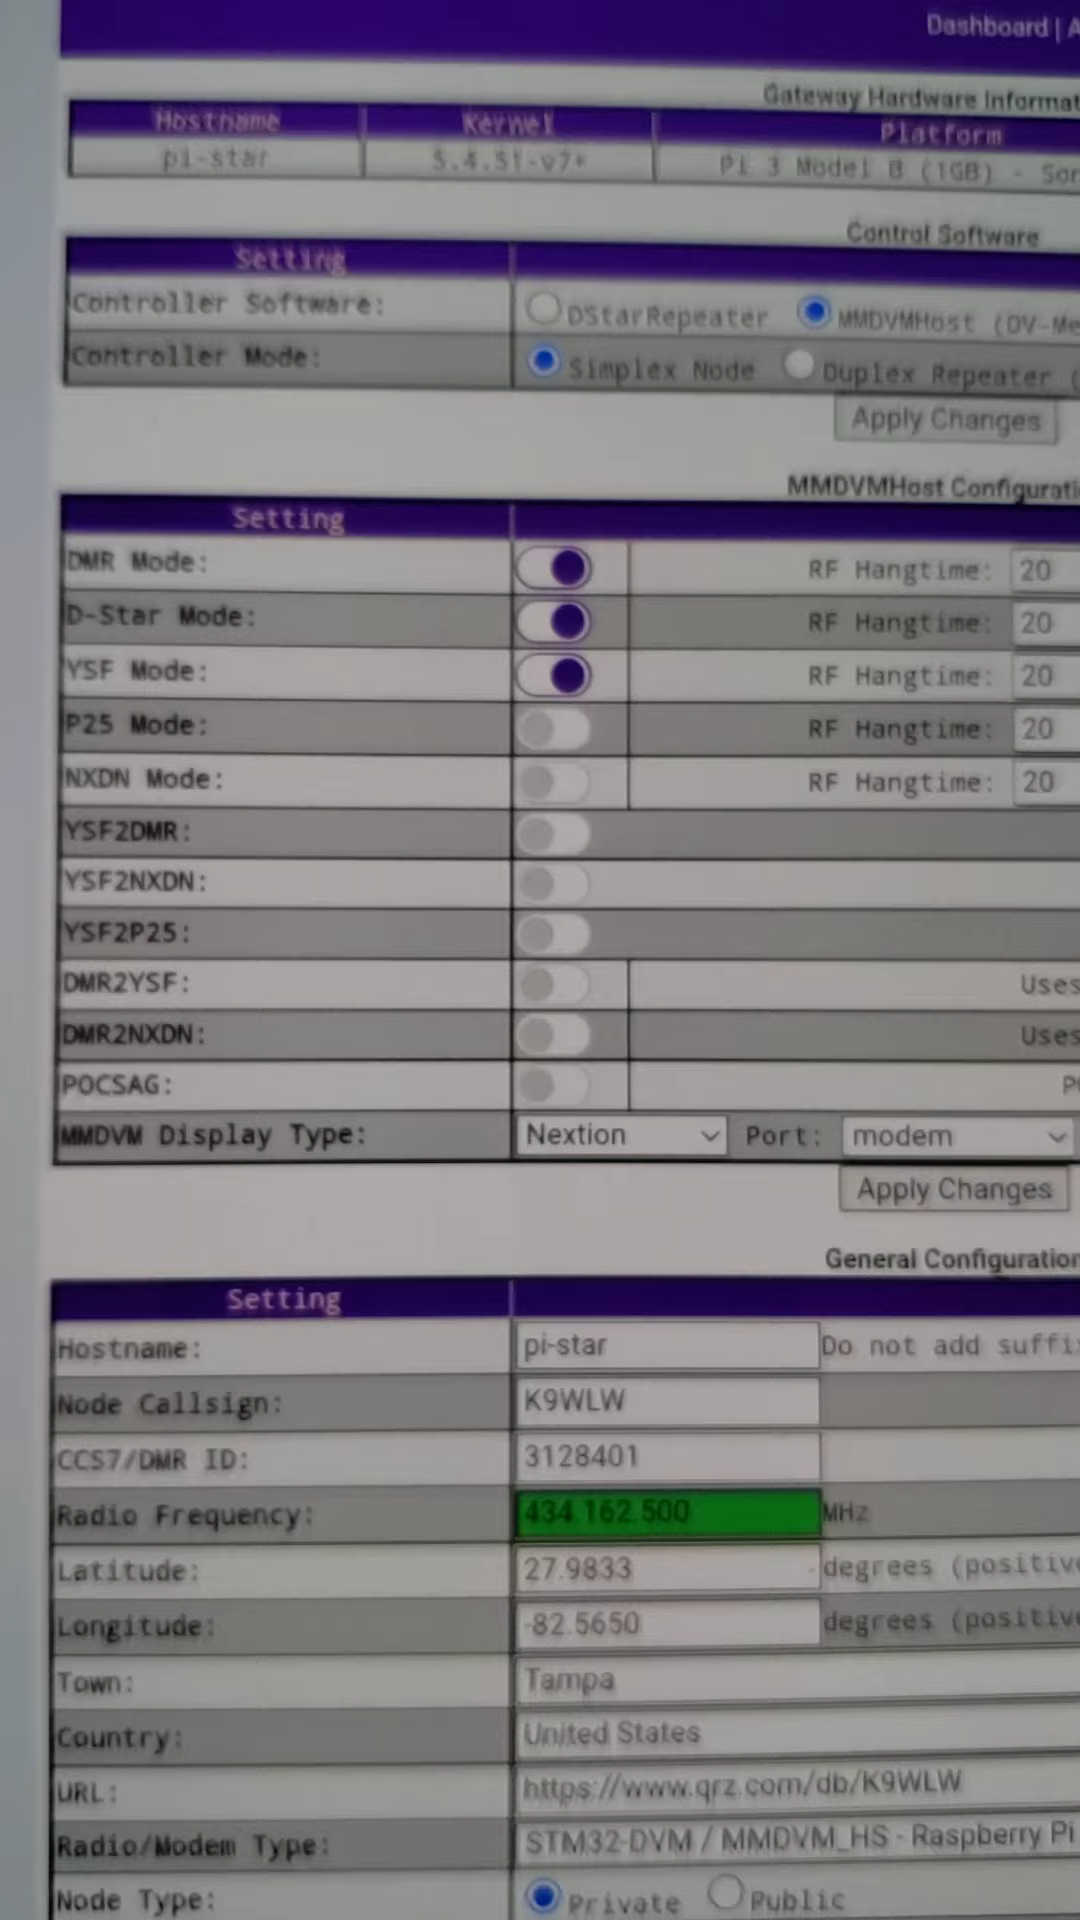 Dashboard | A
Gateway Hardware Informat
Hostname Kernel Platform
pi-star 5.4.51-v7+ Pi 3 Model B (1GB) - Son
Control Software
Setting
Controller Software: DStarRepeater MMDVMHost (DV-Me
Controller Mode: Simplex Node Duplex Repeater (
Apply Changes
MMDVMHost Configurati
Setting
DMR Mode: RF Hangtime: 20
D-Star Mode: RF Hangtime: 20
YSF Mode: RF Hangtime: 20
P25 Mode: RF Hangtime: 20
NXDN Mode: RF Hangtime: 20
YSF2DMR:
YSF2NXDN:
YSF2P25:
DMR2YSF: Uses
DMR2NXDN: Uses
POCSAG: P
MMDVM Display Type: Nextion Port: modem
Apply Changes
General Configuration
Setting
Hostname: pi-star Do not add suffi
Node Callsign: K9WLW
CCS7/DMR ID: 3128401
Radio Frequency: 434.162.500 MHz
Latitude: 27.9833 degrees (positive
Longitude: -82.5650 degrees (positive
Town: Tampa
Country: United States
URL: https://www.qrz.com/db/K9WLW
Radio/Modem Type: STM32-DVM / MMDVM_HS - Raspberry Pi
Node Type: Private Public